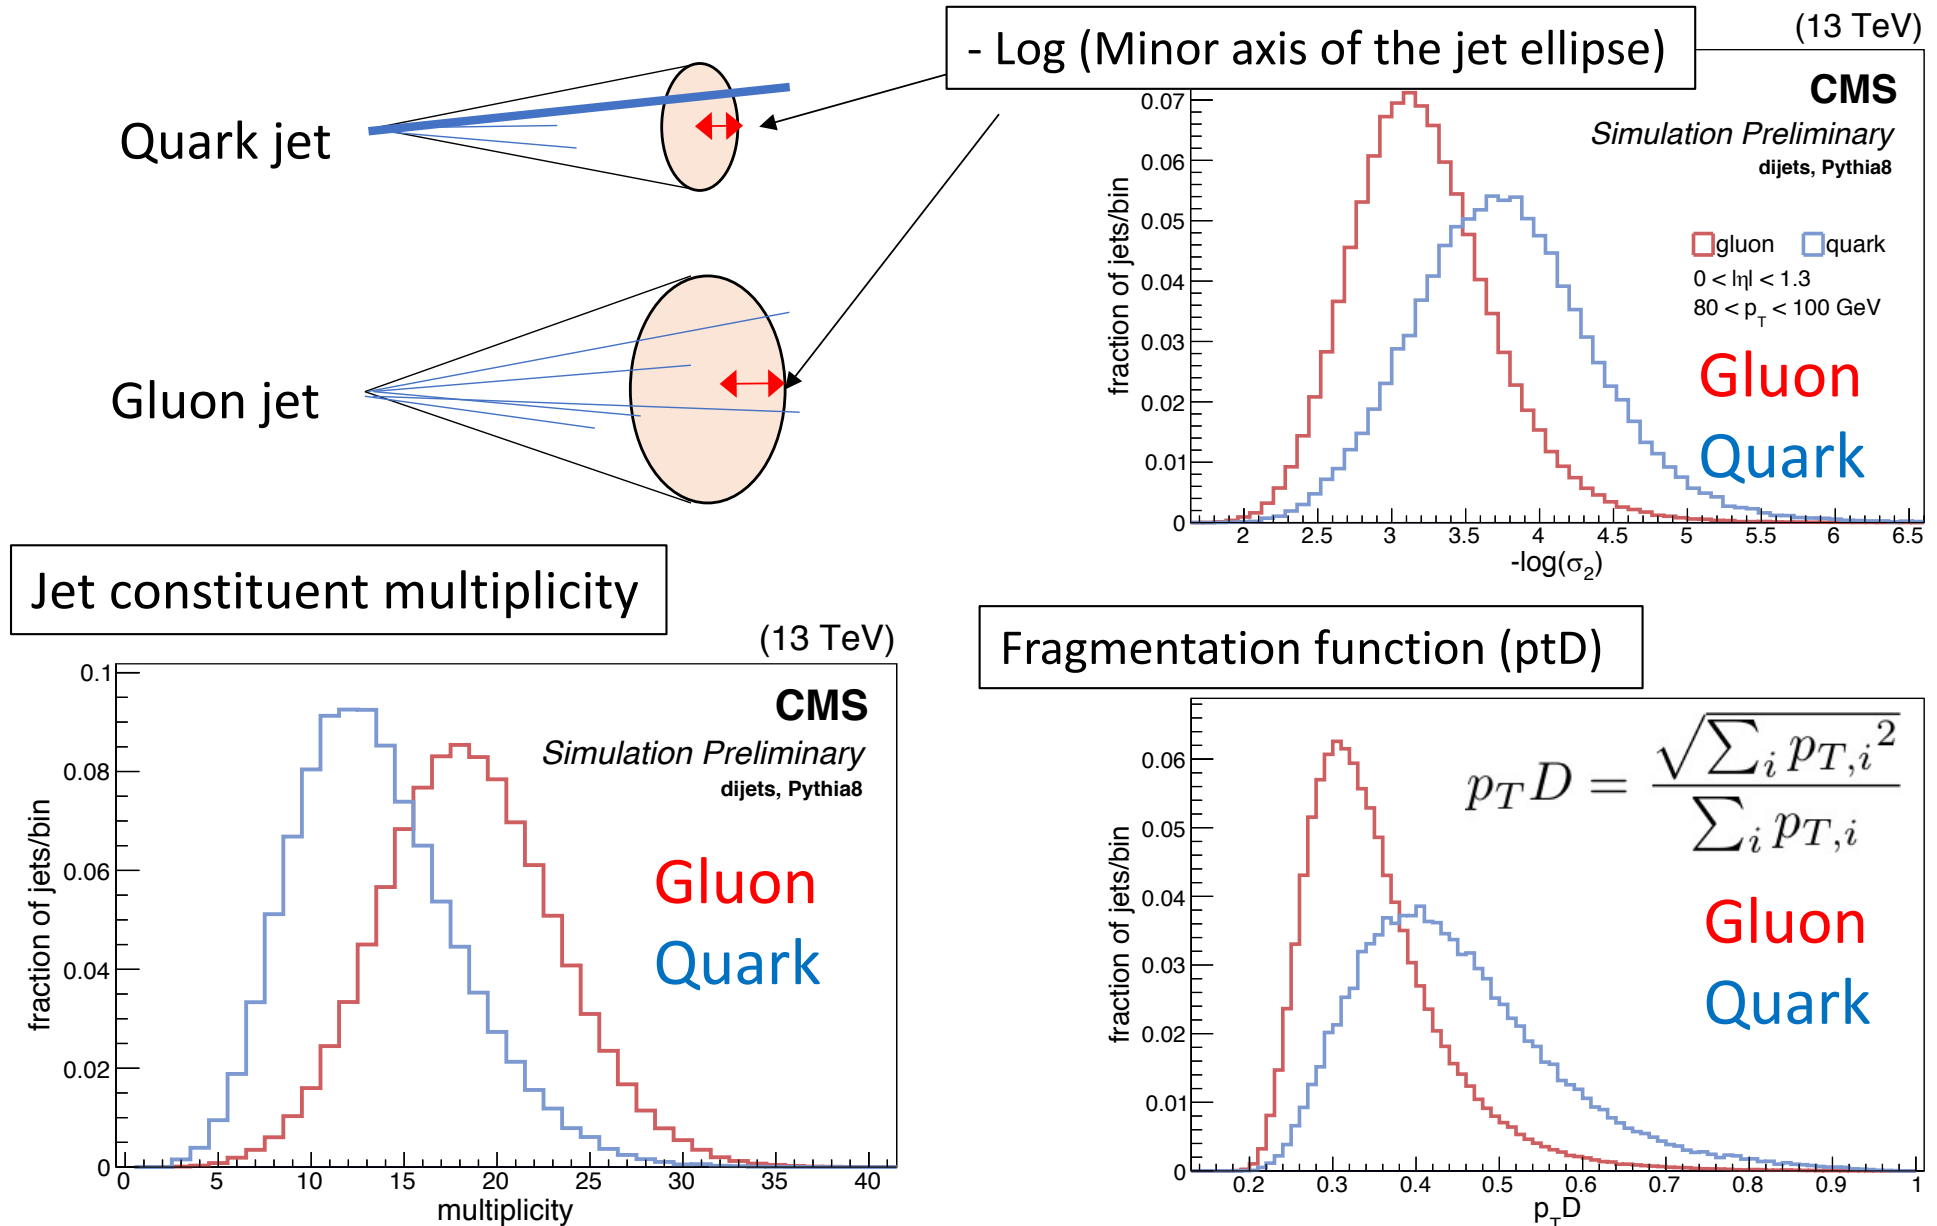 Quark jet
Gluon jet
- Log (Minor axis of the jet ellipse)
(13 TeV)
CMS
Simulation Preliminary
dijets, Pythia8
gluon quark
0 < |η| < 1.3
80 < p_T < 100 GeV
Gluon
Quark
fraction of jets/bin
0.07
0.06
0.05
0.04
0.03
0.02
0.01
0
2 2.5 3 3.5 4 4.5 5 5.5 6 6.5
-log(σ_2)
Jet constituent multiplicity
(13 TeV)
CMS
Simulation Preliminary
dijets, Pythia8
Gluon
Quark
fraction of jets/bin
0.1
0.08
0.06
0.04
0.02
0
0 5 10 15 20 25 30 35 40
multiplicity
Fragmentation function (ptD)
p_T D = √(∑_i p_{T,i}^2) / ∑_i p_{T,i}
Gluon
Quark
fraction of jets/bin
0.06
0.05
0.04
0.03
0.02
0.01
0
0.2 0.3 0.4 0.5 0.6 0.7 0.8 0.9 1
p_T D